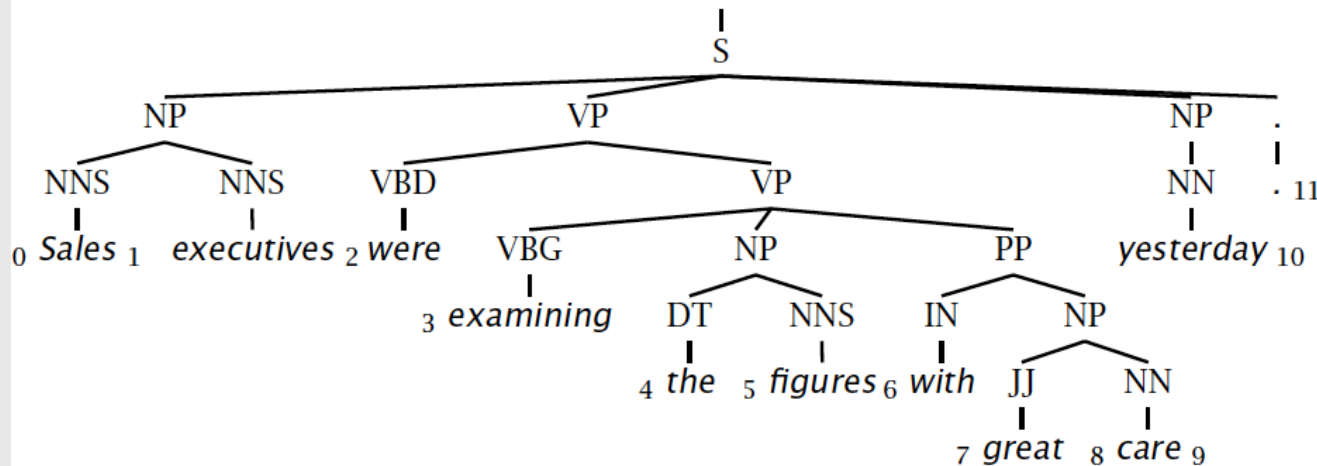 S
NP VP NP .
NNS NNS VBD VP NN . 11
0 Sales 1 executives 2 were VBG NP PP yesterday 10
3 examining DT NNS IN NP
4 the 5 figures 6 with JJ NN
7 great 8 care 9